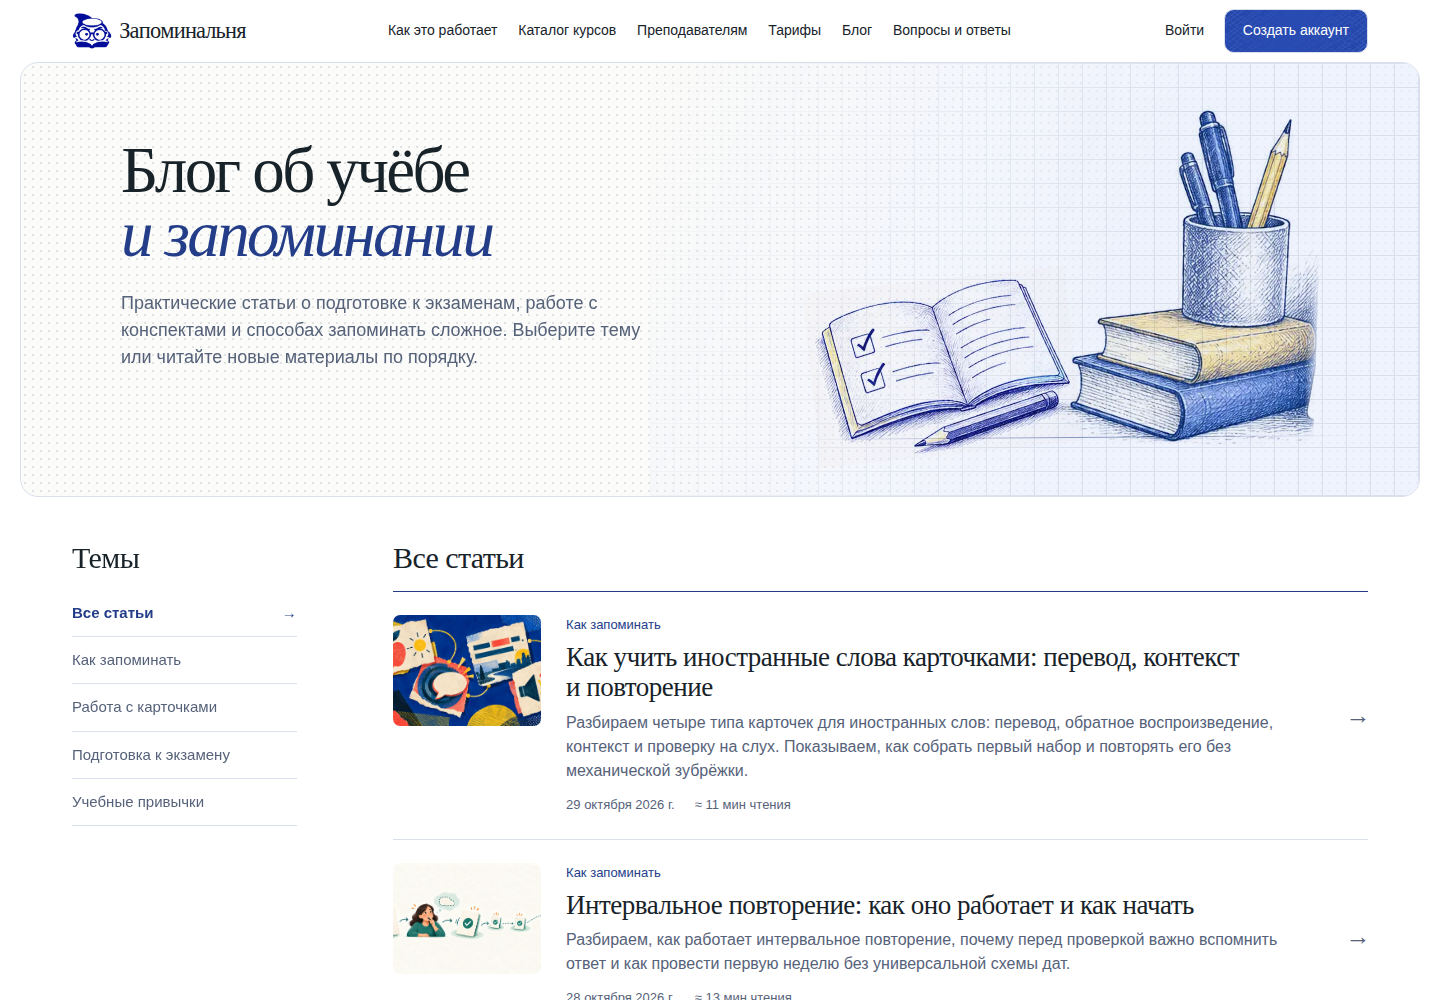 Запоминальня
Как это работает
Каталог курсов
Преподавателям
Тарифы
Блог
Вопросы и ответы
Войти
Создать аккаунт
Блог об учёбе
и запоминании
Практические статьи о подготовке к экзаменам, работе с
конспектами и способах запоминать сложное. Выберите тему
или читайте новые материалы по порядку.
Темы
Все статьи →
Как запоминать
Работа с карточками
Подготовка к экзамену
Учебные привычки
Все статьи
Как запоминать
Как учить иностранные слова карточками: перевод, контекст
и повторение
Разбираем четыре типа карточек для иностранных слов: перевод, обратное воспроизведение,
контекст и проверку на слух. Показываем, как собрать первый набор и повторять его без
механической зубрёжки.
29 октября 2026 г. ≈ 11 мин чтения
→
Как запоминать
Интервальное повторение: как оно работает и как начать
Разбираем, как работает интервальное повторение, почему перед проверкой важно вспомнить
ответ и как провести первую неделю без универсальной схемы дат.
→
28 октября 2026 г. ≈ 13 мин чтения